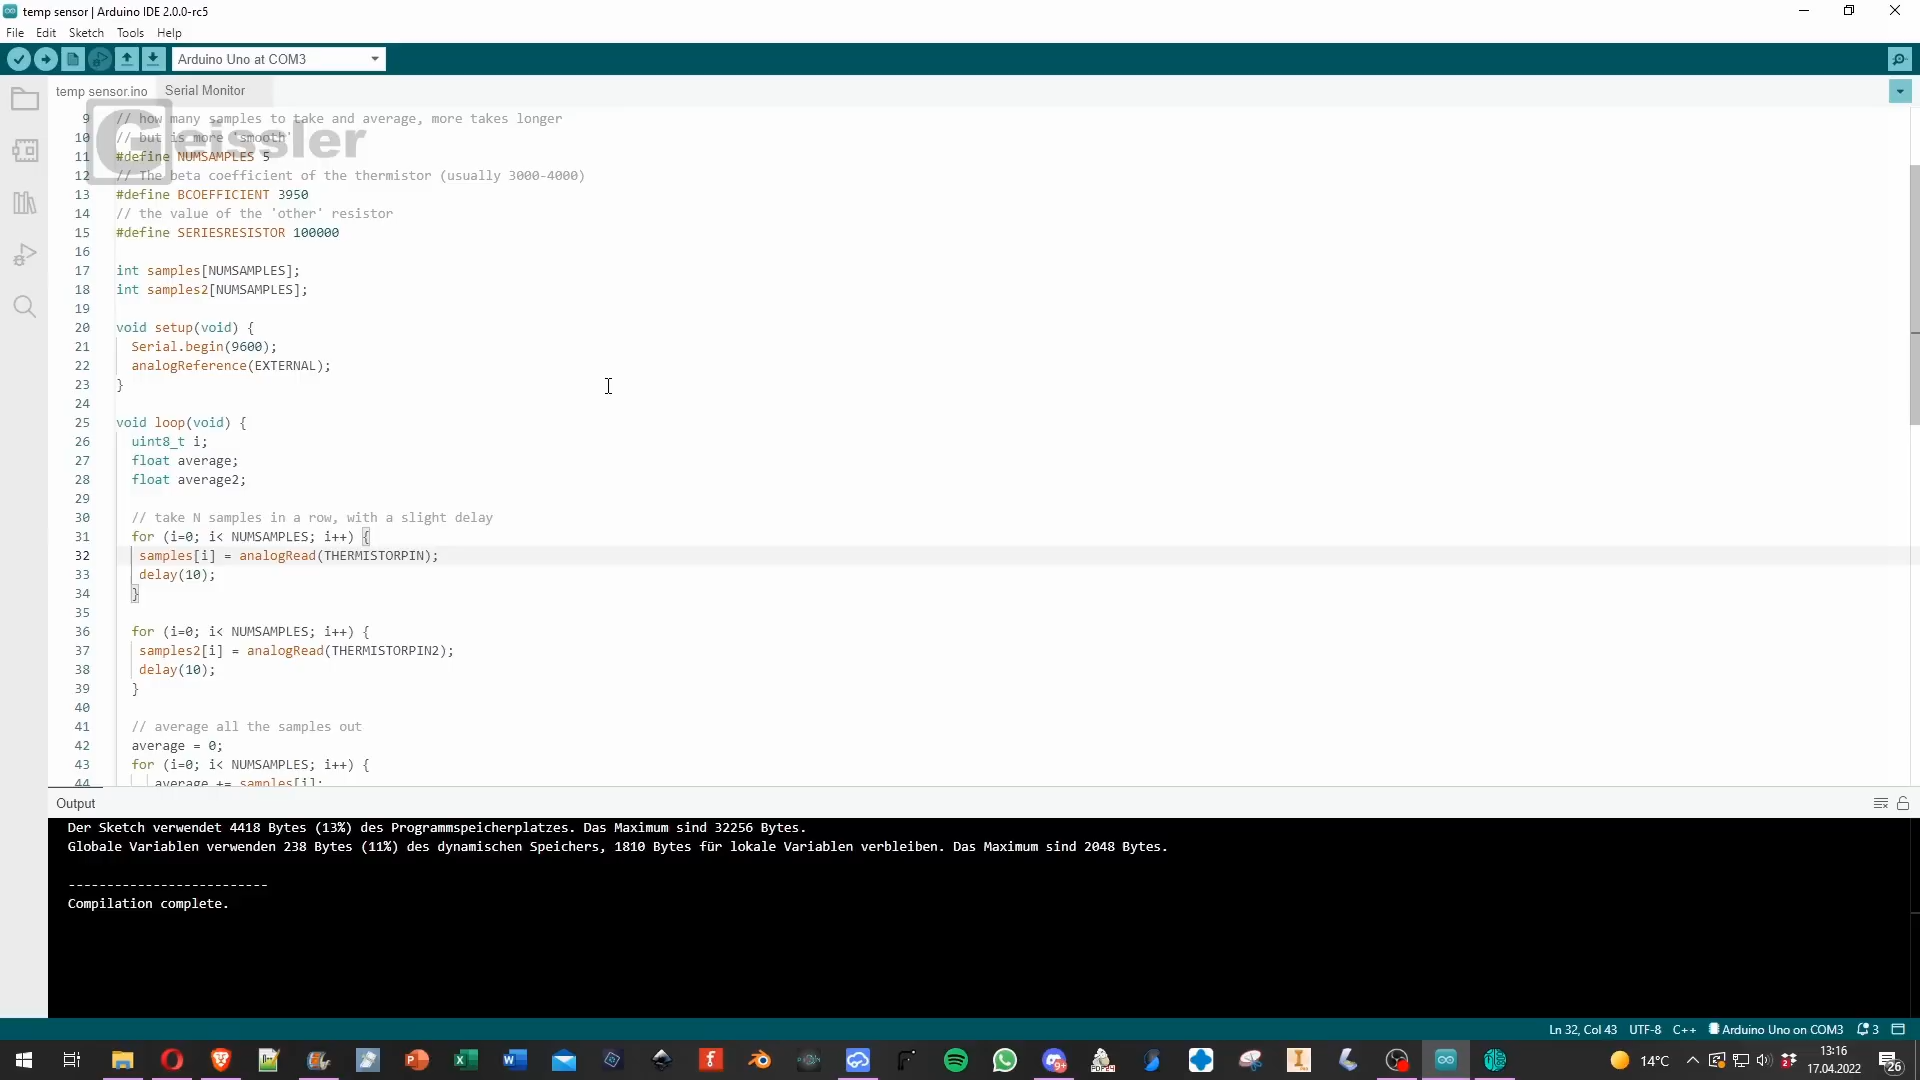 temp sensor | Arduino IDE 2.0.0-rc5
File Edit Sketch Tools Help
Arduino Uno at COM3
temp sensor.ino Serial Monitor
Geissler
9 // how many samples to take and average, more takes longer
10 // but is more 'smooth'
11 #define NUMSAMPLES 5
12 // The beta coefficient of the thermistor (usually 3000-4000)
13 #define BCOEFFICIENT 3950
14 // the value of the 'other' resistor
15 #define SERIESRESISTOR 100000
16
17 int samples[NUMSAMPLES];
18 int samples2[NUMSAMPLES];
19
20 void setup(void) {
21 Serial.begin(9600);
22 analogReference(EXTERNAL);
23 }
24
25 void loop(void) {
26 uint8_t i;
27 float average;
28 float average2;
29
30 // take N samples in a row, with a slight delay
31 for (i=0; i< NUMSAMPLES; i++) {
32 samples[i] = analogRead(THERMISTORPIN);
33 delay(10);
34 }
35
36 for (i=0; i< NUMSAMPLES; i++) {
37 samples2[i] = analogRead(THERMISTORPIN2);
38 delay(10);
39 }
40
41 // average all the samples out
42 average = 0;
43 for (i=0; i< NUMSAMPLES; i++) {
44 average += samples[i];
Output
Der Sketch verwendet 4418 Bytes (13%) des Programmspeicherplatzes. Das Maximum sind 32256 Bytes.
Globale Variablen verwenden 238 Bytes (11%) des dynamischen Speichers, 1810 Bytes für lokale Variablen verbleiben. Das Maximum sind 2048 Bytes.
--------------------------
Compilation complete.
Ln 32, Col 43 UTF-8 C++ Arduino Uno on COM3 3
14°C
13:16
17.04.2022
26